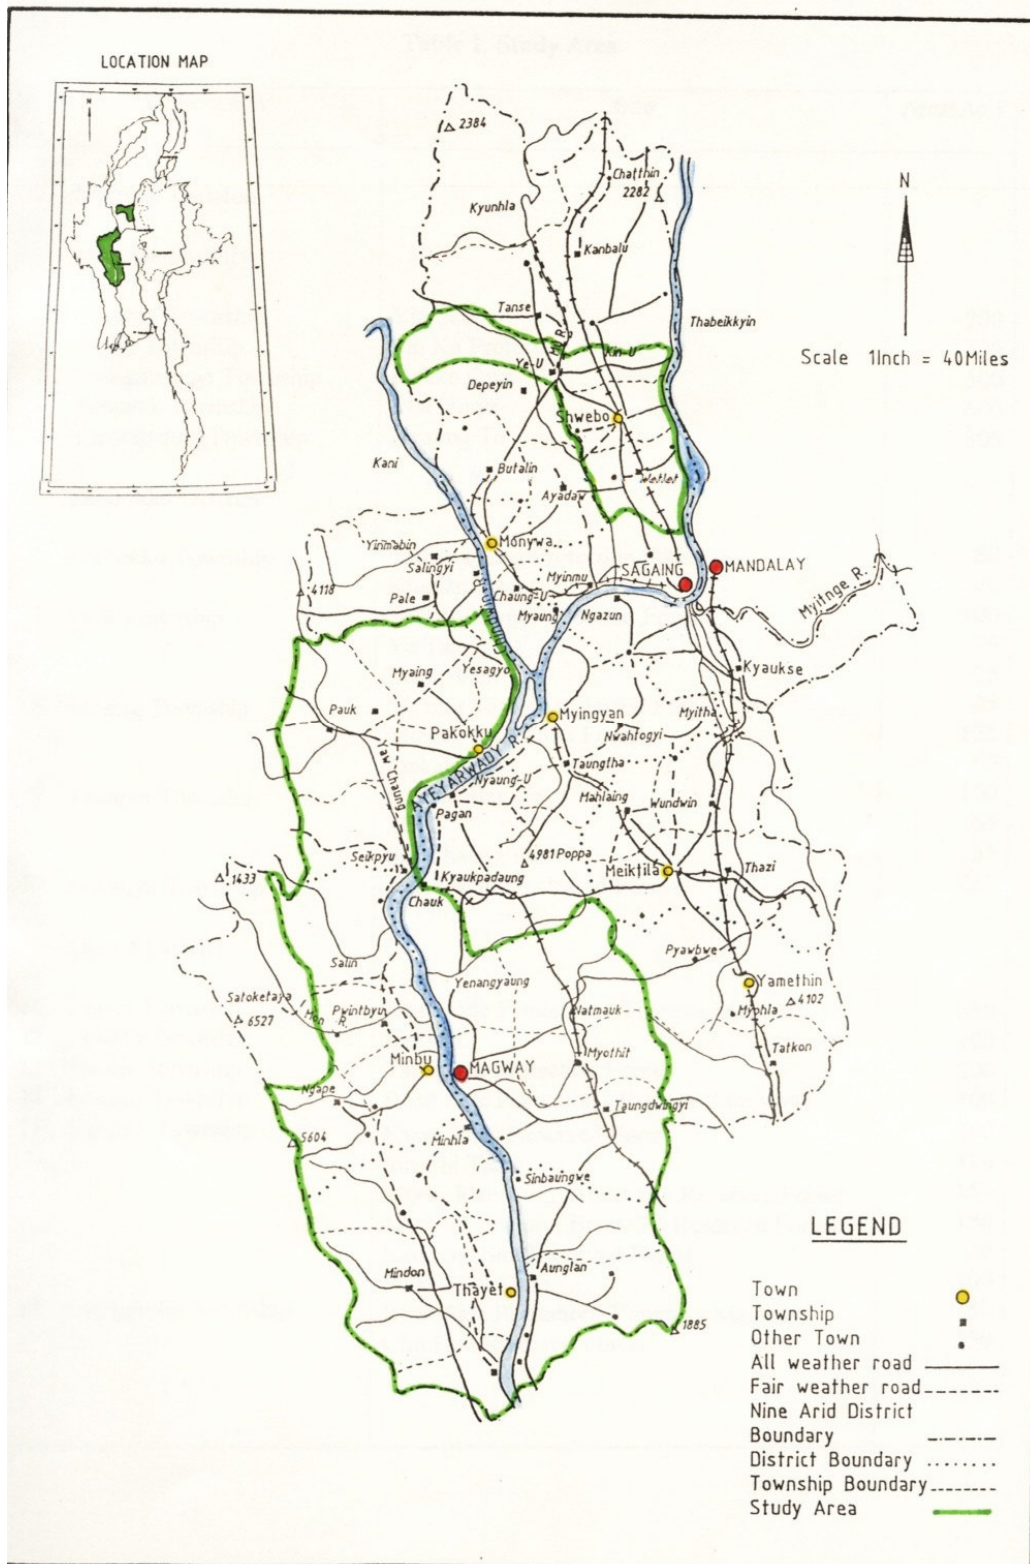 LOCATION MAP
N
2384
Chatthin
2282
Kyunhla
Kanbalu
N
Tanse
Thabeikkyin
Scale 1Inch = 40Miles
Kin-U
Ye-U
Depeyin
Shwebo
Kani
Butalin
Wetlet
Ayadaw
Yinmabin
Monywa
Salingyi
Myinmu
SAGAING
MANDALAY
4118
Pale
Chaung-U
Myaung
Ngazun
Myitnge R.
Yesagyo
Myaing
Kyaukse
Pauk
Myingyan
Myitha
Pakokku
Nwahtogyi
AYEYARWADY R.
Taungtha
Yaw Chaung
Nyaung-U
Mahlaing
Wundwin
Pagan
Seikpyu
4981 Poppa
1433
Kyaukpadaung
Meiktila
Thazi
Chauk
Salin
Pyawbwe
Yenangyaung
Yamethin
Satoketaya
Mon R.
Natmauk
4102
6527
Pwintbyu
Myohla
Minbu
MAGWAY
Myothit
Tatkon
Ngape
Taungdwingyi
5604
Minhla
Sinbaungwe
Mindon
Thayet
Aunglan
1885
LEGEND
Town
Township
Other Town
All weather road
Fair weather road
Nine Arid District
Boundary
District Boundary
Township Boundary
Study Area